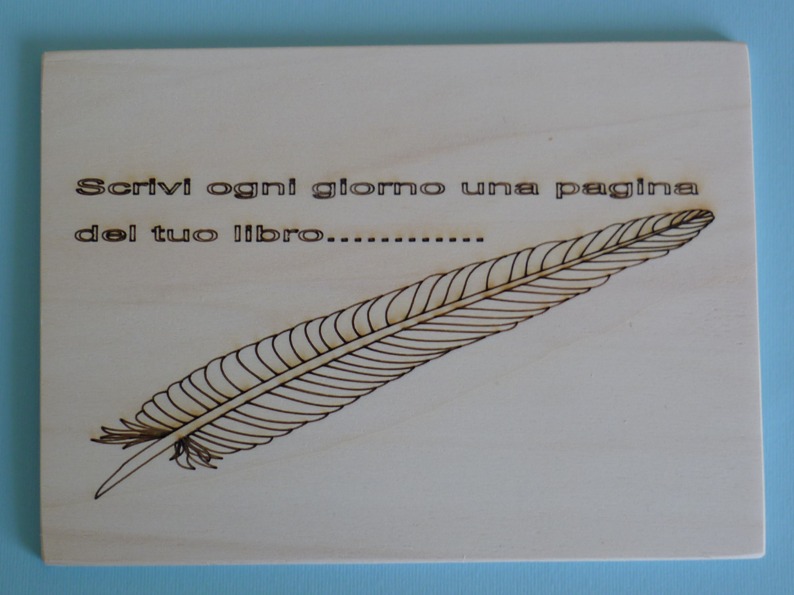 Scrivi ogni giorno una pagina
del tuo libro............